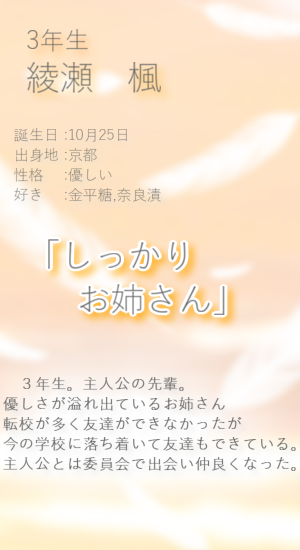 3年生
綾瀬　楓
誕生日:10月25日
出身地:京都
性格　:優しい
好き　:金平糖,奈良漬
「しっかり
お姉さん」
３年生。主人公の先輩。
優しさが溢れ出ているお姉さん
転校が多く友達ができなかったが
今の学校に落ち着いて友達もできている。
主人公とは委員会で出会い仲良くなった。